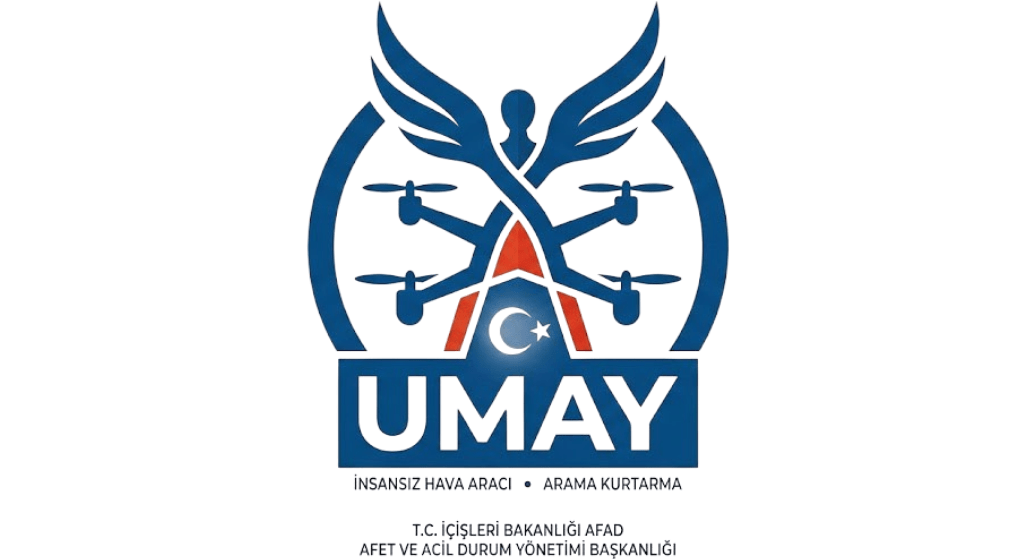 UMAY
İNSANSIZ HAVA ARACI • ARAMA KURTARMA
T.C. İÇİŞLERİ BAKANLIĞI AFAD
AFET VE ACİL DURUM YÖNETİMİ BAŞKANLIĞI